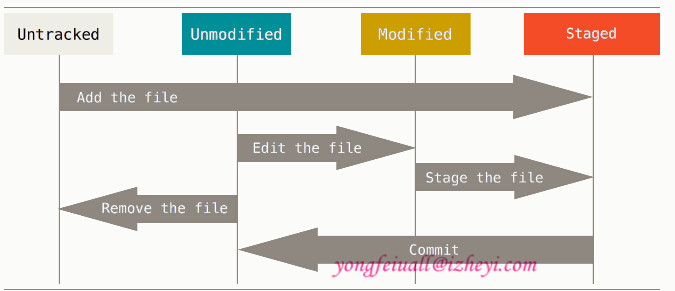 Untracked Unmodified Modified Staged
Add the file
Edit the file
Stage the file
Remove the file
Commit
yongfeiuall@izheyi.com